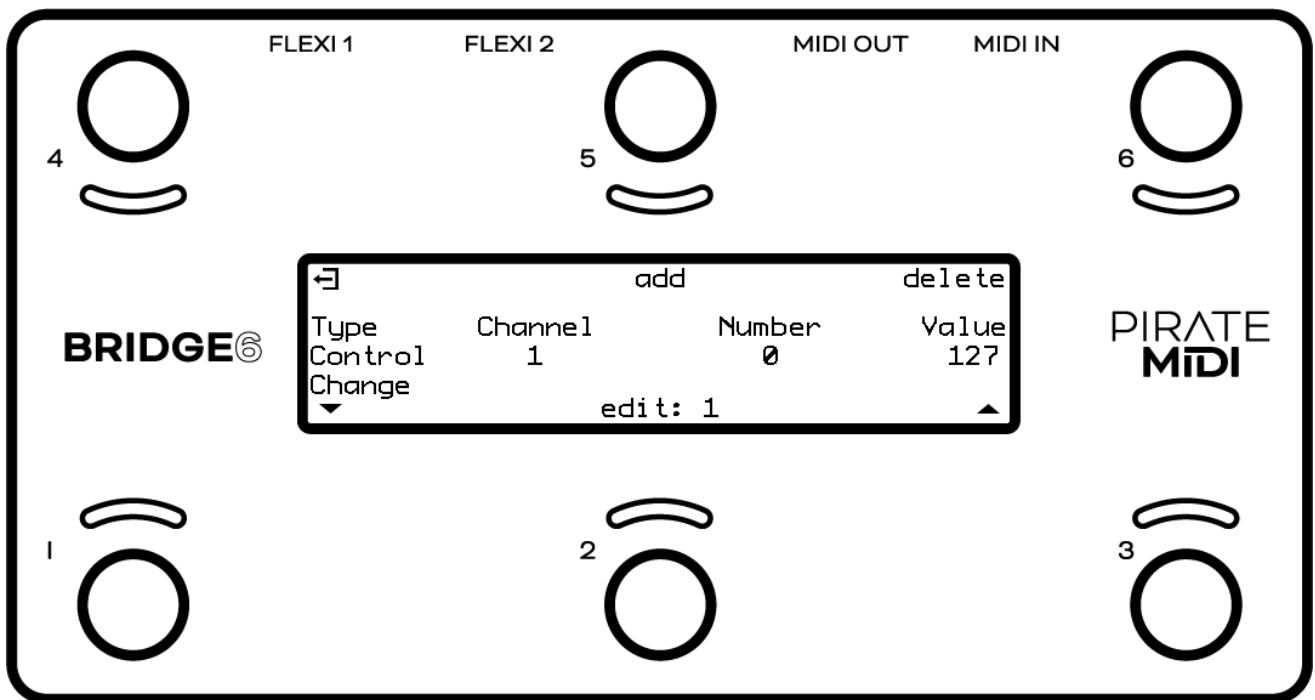 FLEXI 1 FLEXI 2 MIDI OUT MIDI IN
4 5 6
add delete
Type Channel Number Value
Control 1 0 127
Change
edit: 1
BRIDGE6
PIRATE
MIDI
1 2 3